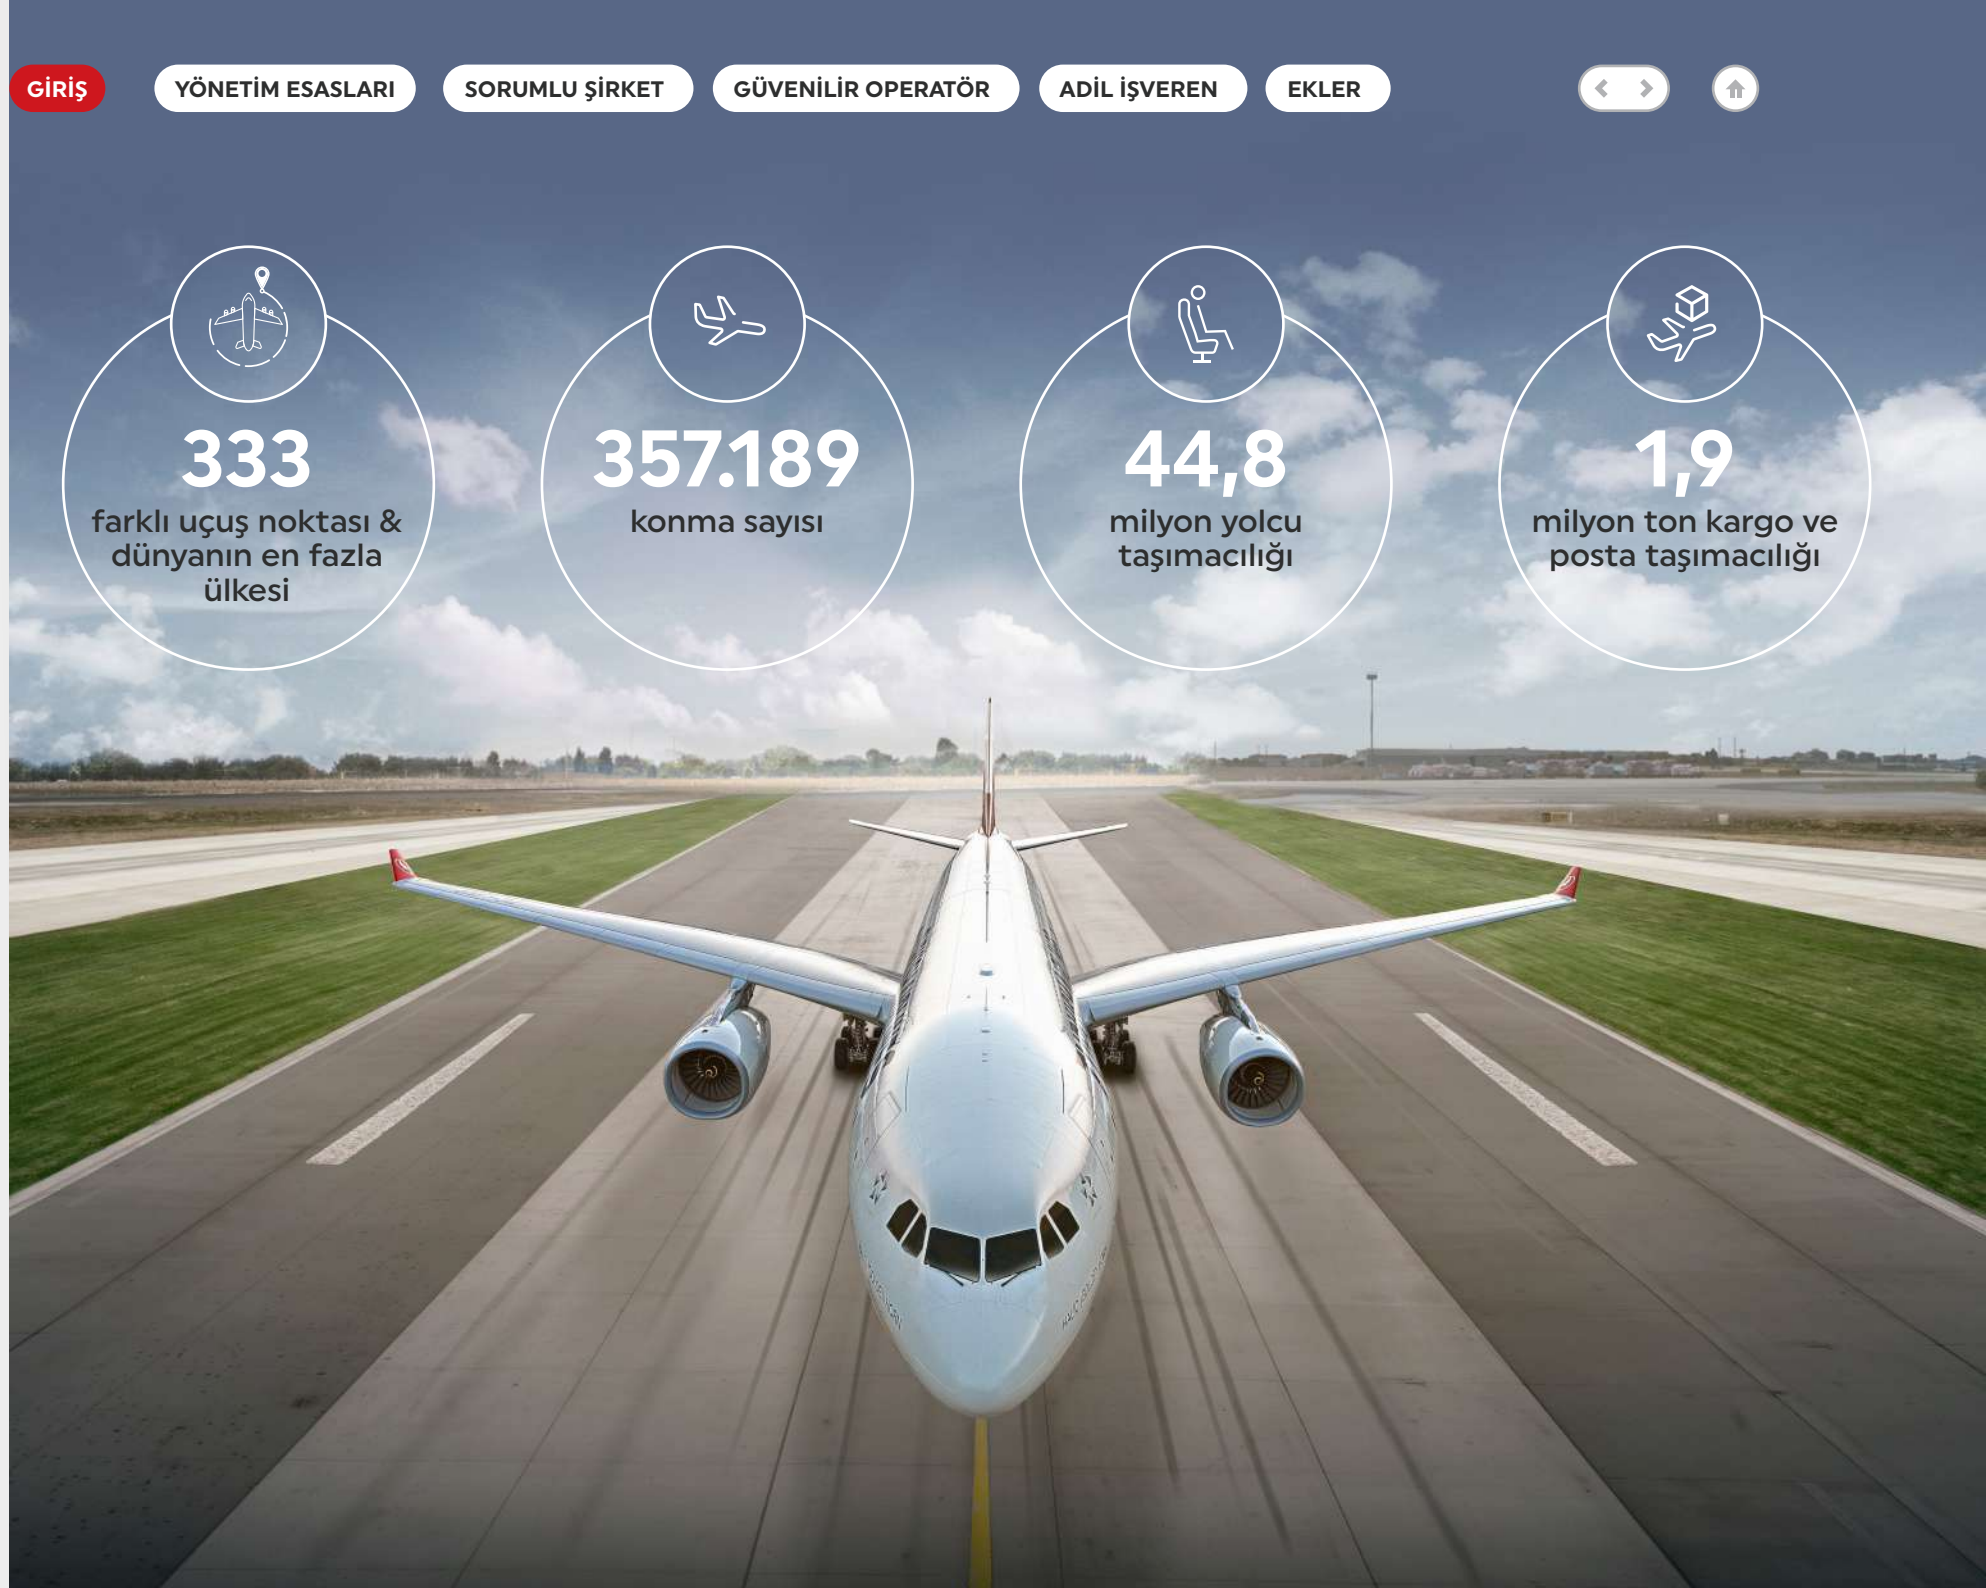 GİRİŞ
YÖNETİM ESASLARI
SORUMLU ŞİRKET
GÜVENİLİR OPERATÖR
ADİL İŞVEREN
EKLER
333
farklı uçuş noktası &
dünyanın en fazla
ülkesi
357.189
konma sayısı
44,8
milyon yolcu
taşımacılığı
1,9
milyon ton kargo ve
posta taşımacılığı